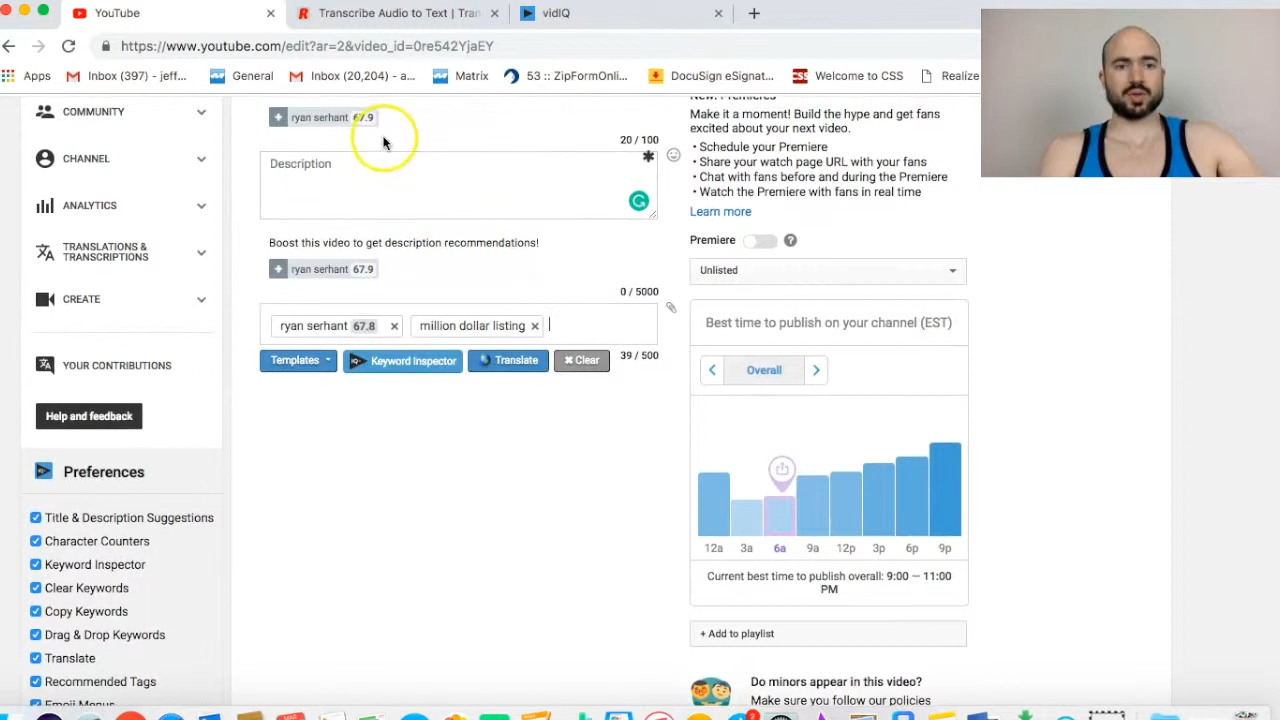 YouTube
Transcribe Audio to Text | Tran
vidIQ
https://www.youtube.com/edit?ar=2&video_id=0re542YjaEY
Apps
Inbox (397) - jeff...
General
Inbox (20,204) - a...
Matrix
53 :: ZipFormOnli...
DocuSign eSignat...
CSS
Welcome to CSS
Realize
COMMUNITY
CHANNEL
ANALYTICS
TRANSLATIONS &
TRANSCRIPTIONS
CREATE
YOUR CONTRIBUTIONS
Help and feedback
Preferences
Title & Description Suggestions
Character Counters
Keyword Inspector
Clear Keywords
Copy Keywords
Drag & Drop Keywords
Translate
Recommended Tags
Emoji Menus
ryan serhant 67.9
20 / 100
Description
Boost this video to get description recommendations!
ryan serhant 67.9
0 / 5000
ryan serhant 67.8
million dollar listing
Templates
Keyword Inspector
Translate
Clear
39 / 500
New! Premieres
Make it a moment! Build the hype and get fans
excited about your next video.
• Schedule your Premiere
• Share your watch page URL with your fans
• Chat with fans before and during the Premiere
• Watch the Premiere with fans in real time
Learn more
Premiere
Unlisted
Best time to publish on your channel (EST)
Overall
12a 3a 6a 9a 12p 3p 6p 9p
Current best time to publish overall: 9:00 — 11:00
PM
+ Add to playlist
Do minors appear in this video?
Make sure you follow our policies